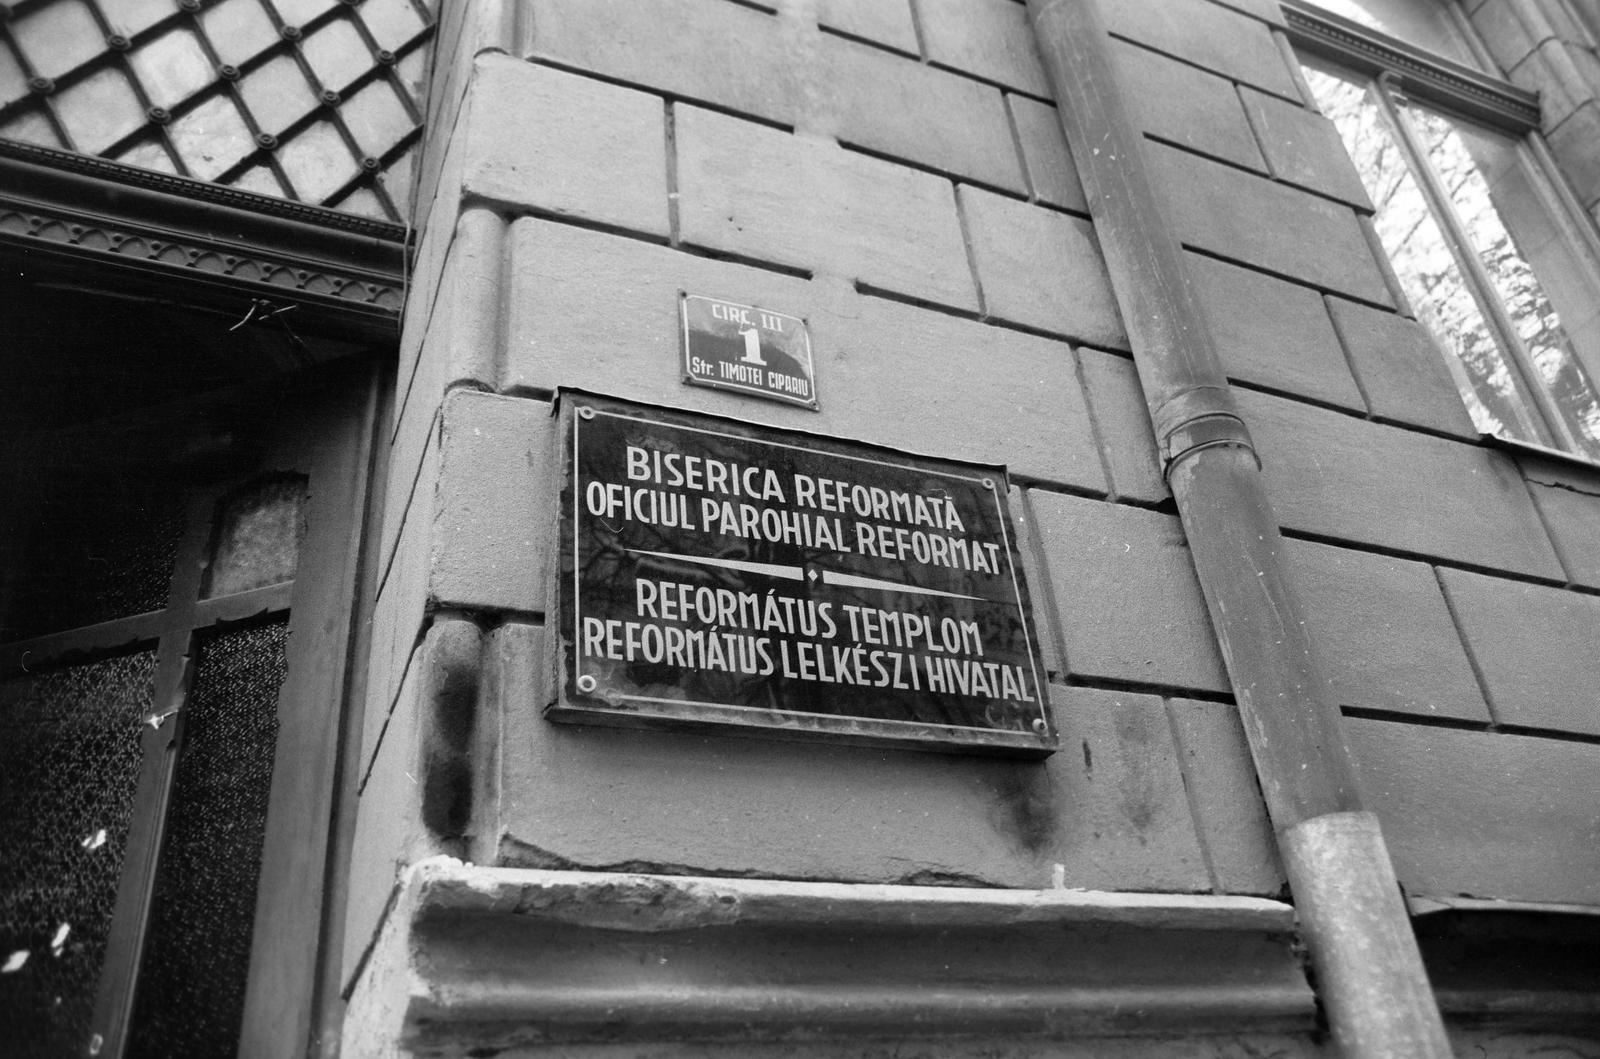 CIRC. III
1
Str. TIMOTEI CIPARIU
BISERICA REFORMATĂ
OFICIUL PAROHIAL REFORMAT
REFORMÁTUS TEMPLOM
REFORMÁTUS LELKÉSZI HIVATAL